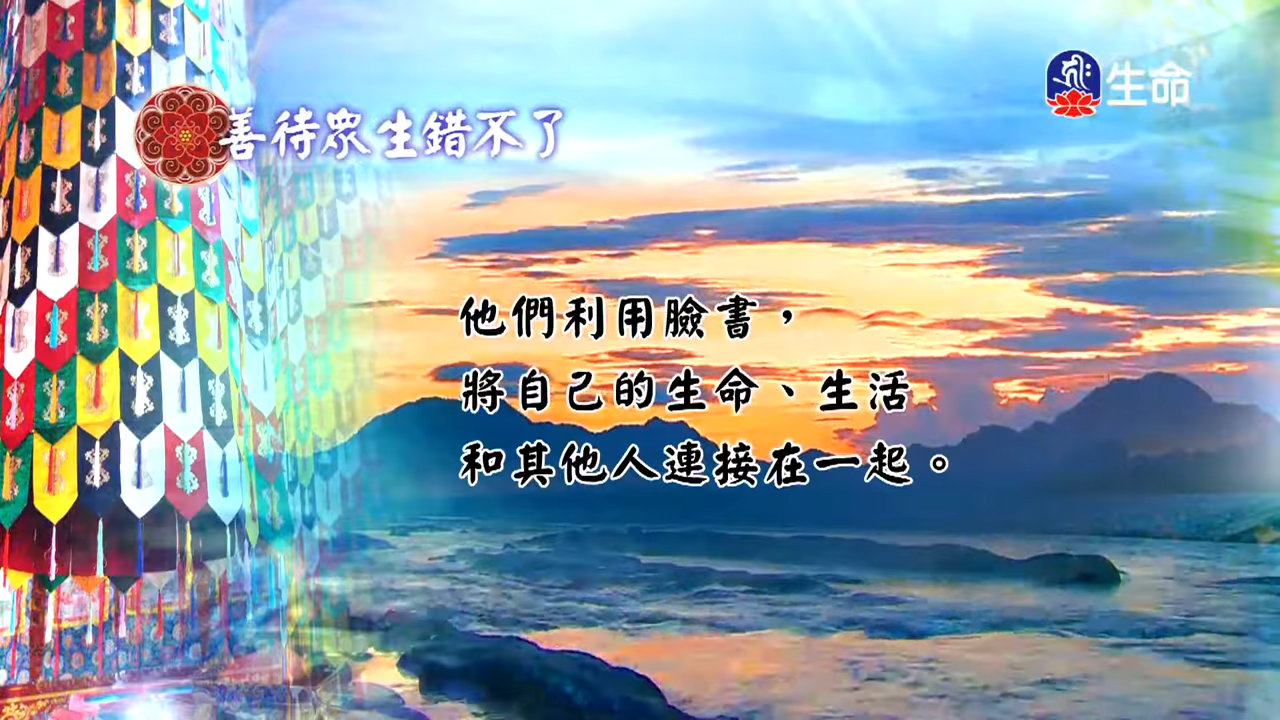 生命
善待眾生錯不了
他們利用臉書，
將自己的生命、生活
和其他人連接在一起。